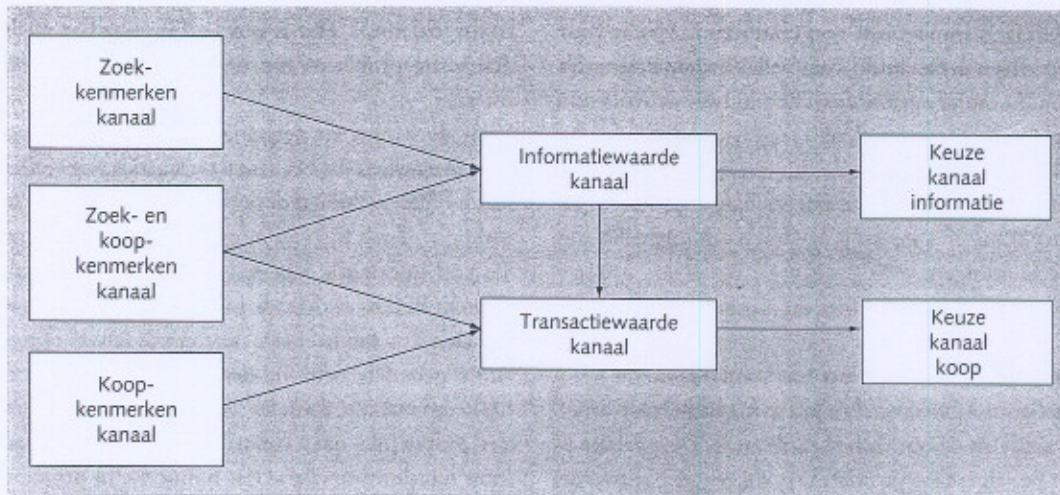 Zoek-
kenmerken
kanaal
Zoek- en
koop-
kenmerken
kanaal
Koop-
kenmerken
kanaal
Informatiewaarde
kanaal
Transactiewaarde
kanaal
Keuze
kanaal
informatie
Keuze
kanaal
koop